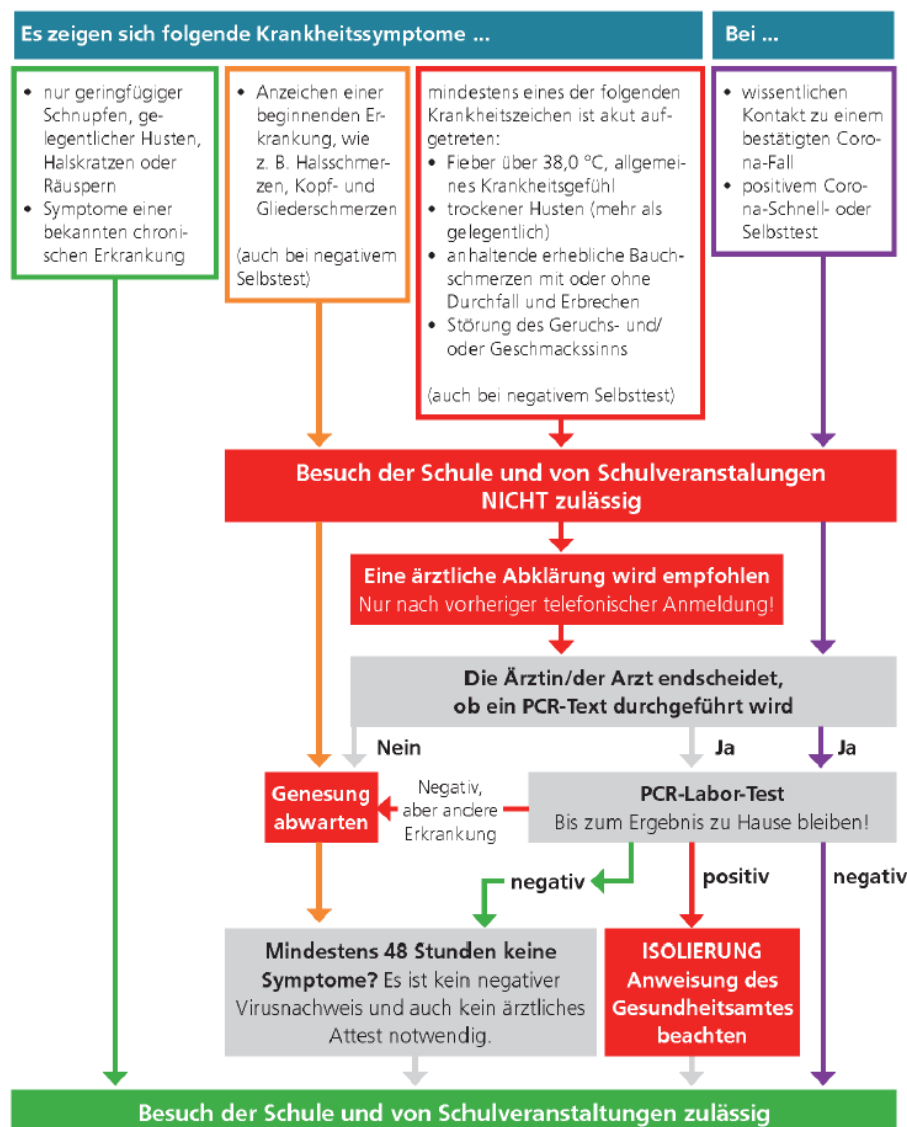 Es zeigen sich folgende Krankheitssymptome ...
Bei ...
• nur geringfügiger
Schnupfen, ge-
legentlicher Husten,
Halskratzen oder
Räuspern
• Symptome einer
bekannten chroni-
schen Erkrankung
• Anzeichen einer
beginnenden Er-
krankung, wie
z. B. Halsschmer-
zen, Kopf- und
Gliederschmerzen
(auch bei negativem
Selbstest)
mindestens eines der folgenden
Krankheitszeichen ist akut auf-
getreten:
• Fieber über 38,0 °C, allgemei-
nes Krankheitsgefühl
• trockener Husten (mehr als
gelegentlich)
• anhaltende erhebliche Bauch-
schmerzen mit oder ohne
Durchfall und Erbrechen
• Störung des Geruchs- und/
oder Geschmackssinns
(auch bei negativem Selbsttest)
• wissentlichen
Kontakt zu einem
bestätigten Coro-
na-Fall
• positivem Coro-
na-Schnell- oder
Selbsttest
Besuch der Schule und von Schulveranstalungen
NICHT zulässig
Eine ärztliche Abklärung wird empfohlen
Nur nach vorheriger telefonischer Anmeldung!
Die Ärztin/der Arzt endscheidet,
ob ein PCR-Text durchgeführt wird
Nein
Ja
Ja
Genesung
abwarten
Negativ,
aber andere
Erkrankung
PCR-Labor-Test
Bis zum Ergebnis zu Hause bleiben!
negativ
positiv
negativ
Mindestens 48 Stunden keine
Symptome? Es ist kein negativer
Virusnachweis und auch kein ärztliches
Attest notwendig.
ISOLIERUNG
Anweisung des
Gesundheitsamtes
beachten
Besuch der Schule und von Schulveranstaltungen zulässig